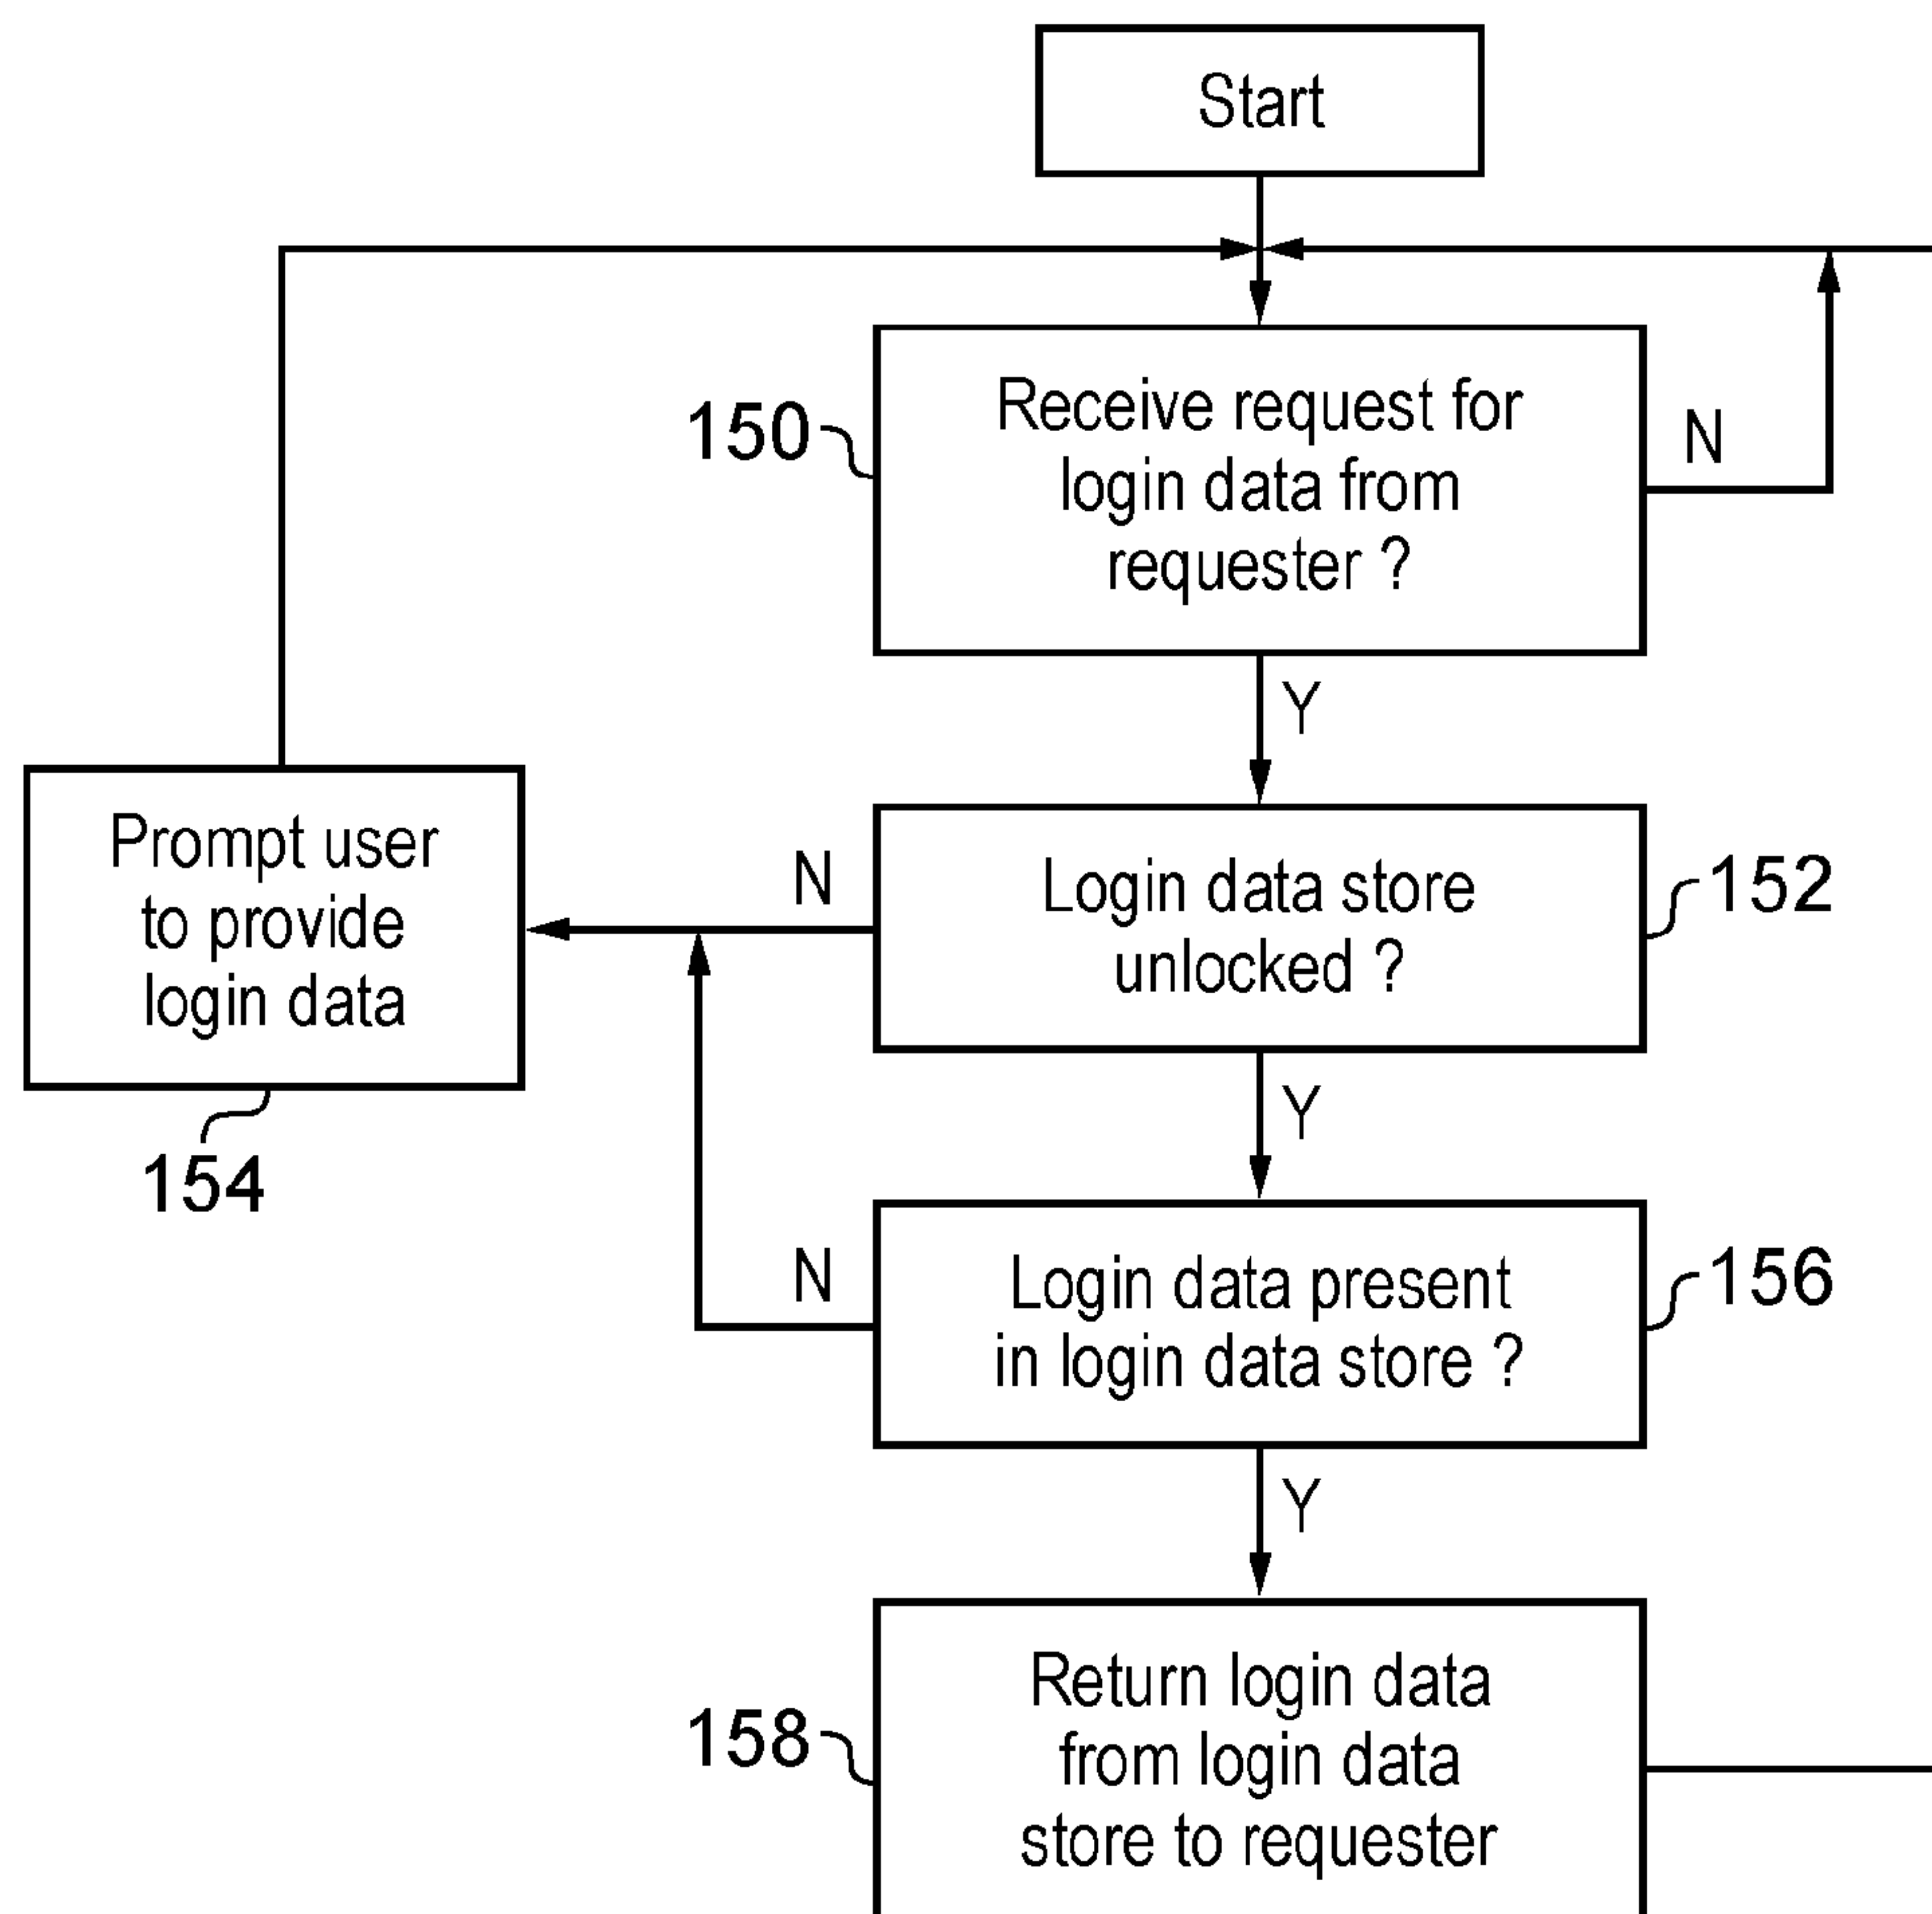 Start
150
Receive request for
login data from
requester ?
N
Y
Prompt user
to provide
login data
154
N
Login data store
unlocked ?
152
Y
N
Login data present
in login data store ?
156
Y
158
Return login data
from login data
store to requester